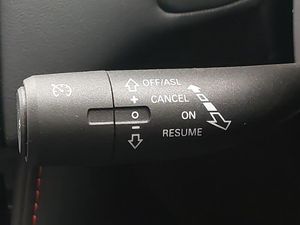 OFF/ASL
+ CANCEL
O ON
− RESUME